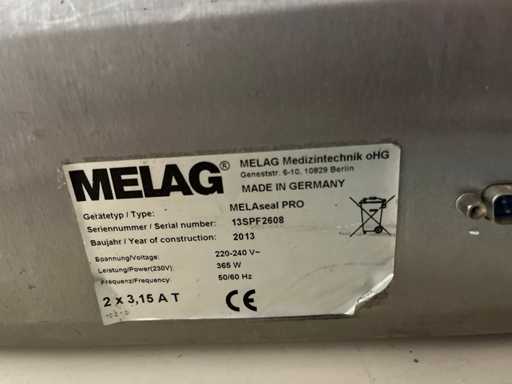 MELAG®
MELAG Medizintechnik oHG
Geneststr. 6-10, 10829 Berlin
MADE IN GERMANY
Gerätetyp / Type: MELAseal PRO
Seriennummer / Serial number: 13SPF2608
Baujahr / Year of construction: 2013
Spannung/Voltage: 220-240 V~
Leistung/Power(230V): 365 W
Frequenz/Frequency: 50/60 Hz
2 x 3,15 A T
CE